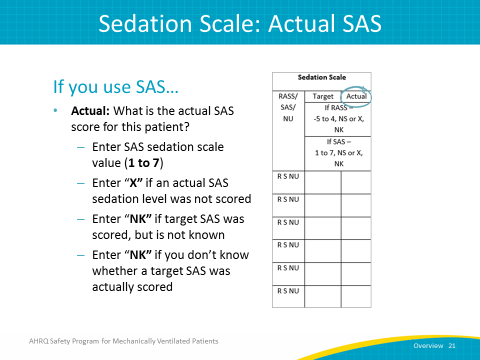 Sedation Scale: Actual SAS
If you use SAS…
• Actual: What is the actual SAS
score for this patient?
– Enter SAS sedation scale
value (1 to 7)
– Enter “X” if an actual SAS
sedation level was not scored
– Enter “NK” if target SAS was
scored, but is not known
– Enter “NK” if you don’t know
whether a target SAS was
actually scored
Sedation Scale
RASS/
SAS/
NU
Target
Actual
If RASS –
-5 to 4, NS or X,
NK
If SAS –
1 to 7, NS or X,
NK
R S NU
R S NU
R S NU
R S NU
R S NU
R S NU
AHRQ Safety Program for Mechanically Ventilated Patients
Overview 21